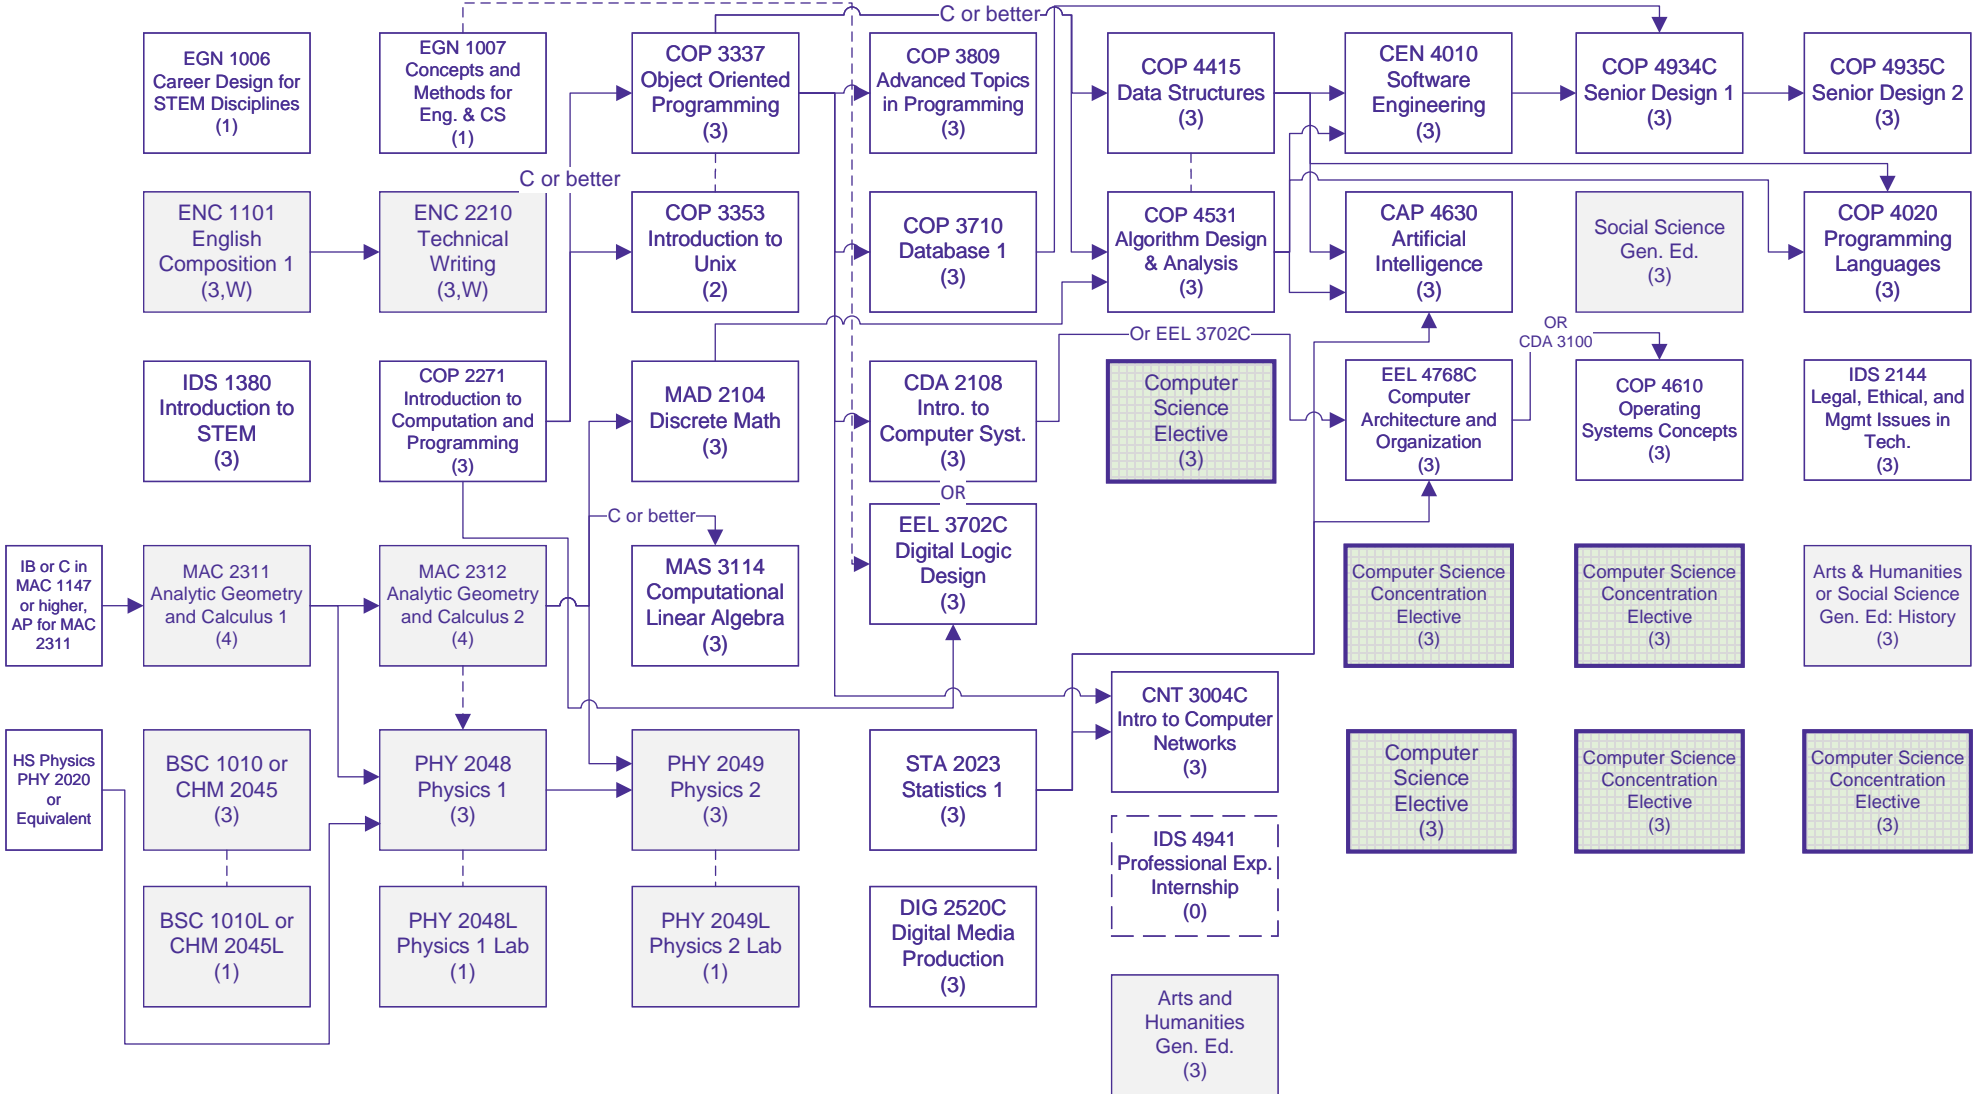 C or better
EGN 1006
Career Design for
STEM Disciplines
(1)
EGN 1007
Concepts and
Methods for
Eng. & CS
(1)
COP 3337
Object Oriented
Programming
(3)
COP 3809
Advanced Topics
in Programming
(3)
COP 4415
Data Structures
(3)
CEN 4010
Software
Engineering
(3)
COP 4934C
Senior Design 1
(3)
COP 4935C
Senior Design 2
(3)
C or better
ENC 1101
English
Composition 1
(3,W)
ENC 2210
Technical
Writing
(3,W)
COP 3353
Introduction to
Unix
(2)
COP 3710
Database 1
(3)
COP 4531
Algorithm Design
& Analysis
(3)
CAP 4630
Artificial
Intelligence
(3)
Social Science
Gen. Ed.
(3)
COP 4020
Programming
Languages
(3)
Or EEL 3702C
OR
CDA 3100
IDS 1380
Introduction to
STEM
(3)
COP 2271
Introduction to
Computation and
Programming
(3)
MAD 2104
Discrete Math
(3)
CDA 2108
Intro. to
Computer Syst.
(3)
Computer
Science
Elective
(3)
EEL 4768C
Computer
Architecture and
Organization
(3)
COP 4610
Operating
Systems Concepts
(3)
IDS 2144
Legal, Ethical, and
Mgmt Issues in
Tech.
(3)
OR
C or better
IB or C in
MAC 1147
or higher,
AP for MAC
2311
MAC 2311
Analytic Geometry
and Calculus 1
(4)
MAC 2312
Analytic Geometry
and Calculus 2
(4)
MAS 3114
Computational
Linear Algebra
(3)
EEL 3702C
Digital Logic
Design
(3)
Computer Science
Concentration
Elective
(3)
Computer Science
Concentration
Elective
(3)
Arts & Humanities
or Social Science
Gen. Ed: History
(3)
HS Physics
PHY 2020
or
Equivalent
BSC 1010 or
CHM 2045
(3)
PHY 2048
Physics 1
(3)
PHY 2049
Physics 2
(3)
STA 2023
Statistics 1
(3)
CNT 3004C
Intro to Computer
Networks
(3)
Computer
Science
Elective
(3)
Computer Science
Concentration
Elective
(3)
Computer Science
Concentration
Elective
(3)
IDS 4941
Professional Exp.
Internship
(0)
BSC 1010L or
CHM 2045L
(1)
PHY 2048L
Physics 1 Lab
(1)
PHY 2049L
Physics 2 Lab
(1)
DIG 2520C
Digital Media
Production
(3)
Arts and
Humanities
Gen. Ed.
(3)